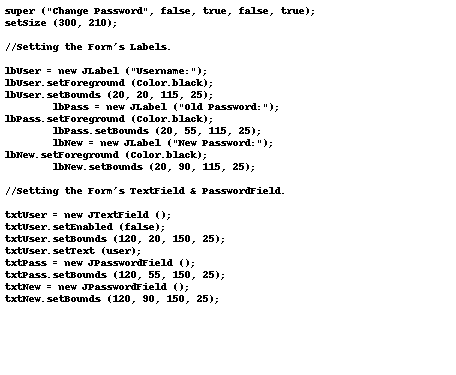 super ("Change Password", false, true, false, true);
setSize (300, 210);
//Setting the Form's Labels.
lbUser = new JLabel ("Username:");
lbUser.setForeground (Color.black);
lbUser.setBounds (20, 20, 115, 25);
lbPass = new JLabel ("Old Password:");
lbPass.setForeground (Color.black);
lbPass.setBounds (20, 55, 115, 25);
lbNew = new JLabel ("New Password:");
lbNew.setForeground (Color.black);
lbNew.setBounds (20, 90, 115, 25);
//Setting the Form's TextField & PasswordField.
txtUser = new JTextField ();
txtUser.setEnabled (false);
txtUser.setBounds (120, 20, 150, 25);
txtUser.setText (user);
txtPass = new JPasswordField ();
txtPass.setBounds (120, 55, 150, 25);
txtNew = new JPasswordField ();
txtNew.setBounds (120, 90, 150, 25);